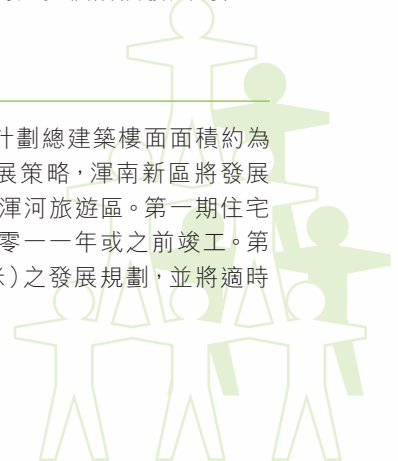 計劃總建築樓面面積約為
展策略，渾南新區將發展
渾河旅遊區。第一期住宅
零一一年或之前竣工。第
米）之發展規劃，並將適時